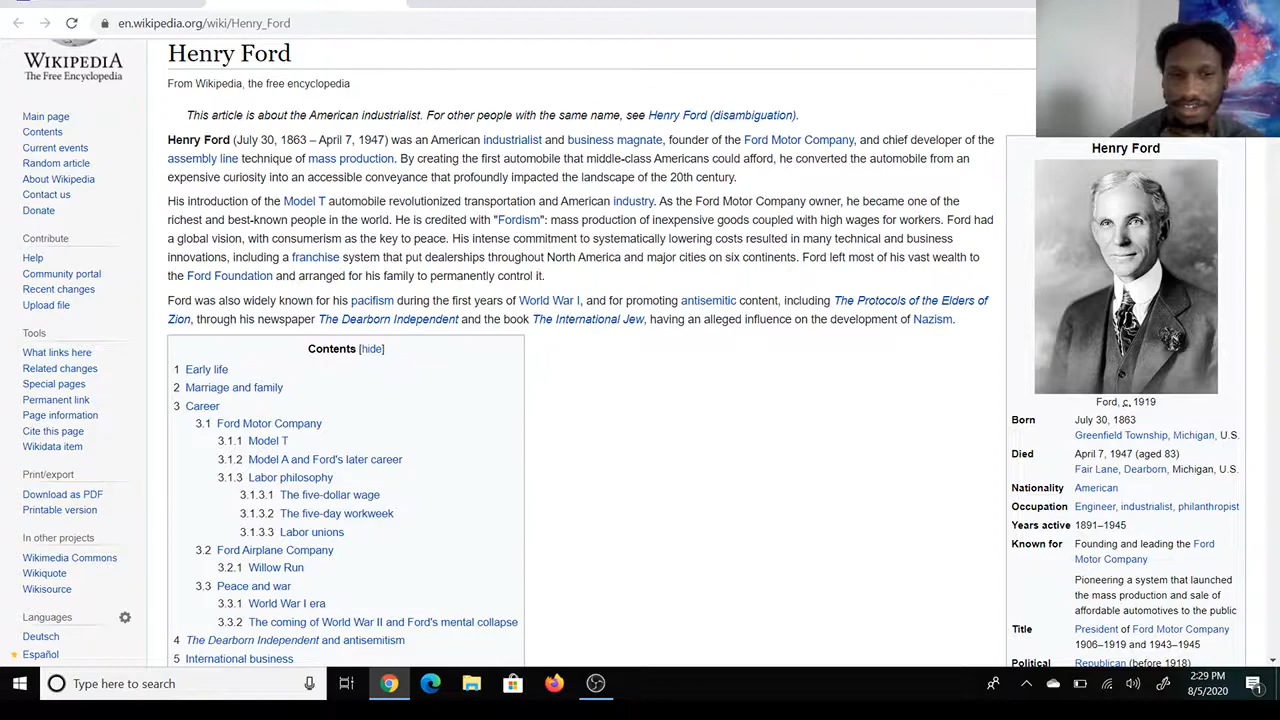 en.wikipedia.org/wiki/Henry_Ford
WIKIPEDIA
The Free Encyclopedia
Main page
Contents
Current events
Random article
About Wikipedia
Contact us
Donate
Contribute
Help
Community portal
Recent changes
Upload file
Tools
What links here
Related changes
Special pages
Permanent link
Page information
Cite this page
Wikidata item
Print/export
Download as PDF
Printable version
In other projects
Wikimedia Commons
Wikiquote
Wikisource
Languages
Deutsch
Español
Henry Ford
From Wikipedia, the free encyclopedia
This article is about the American industrialist. For other people with the same name, see Henry Ford (disambiguation).
Henry Ford (July 30, 1863 – April 7, 1947) was an American industrialist and business magnate, founder of the Ford Motor Company, and chief developer of the
assembly line technique of mass production. By creating the first automobile that middle-class Americans could afford, he converted the automobile from an
expensive curiosity into an accessible conveyance that profoundly impacted the landscape of the 20th century.
His introduction of the Model T automobile revolutionized transportation and American industry. As the Ford Motor Company owner, he became one of the
richest and best-known people in the world. He is credited with "Fordism": mass production of inexpensive goods coupled with high wages for workers. Ford had
a global vision, with consumerism as the key to peace. His intense commitment to systematically lowering costs resulted in many technical and business
innovations, including a franchise system that put dealerships throughout North America and major cities on six continents. Ford left most of his vast wealth to
the Ford Foundation and arranged for his family to permanently control it.
Ford was also widely known for his pacifism during the first years of World War I, and for promoting antisemitic content, including The Protocols of the Elders of
Zion, through his newspaper The Dearborn Independent and the book The International Jew, having an alleged influence on the development of Nazism.
Contents [hide]
1 Early life
2 Marriage and family
3 Career
3.1 Ford Motor Company
3.1.1 Model T
3.1.2 Model A and Ford's later career
3.1.3 Labor philosophy
3.1.3.1 The five-dollar wage
3.1.3.2 The five-day workweek
3.1.3.3 Labor unions
3.2 Ford Airplane Company
3.2.1 Willow Run
3.3 Peace and war
3.3.1 World War I era
3.3.2 The coming of World War II and Ford's mental collapse
4 The Dearborn Independent and antisemitism
5 International business
Henry Ford
Ford, c. 1919
Born July 30, 1863
Greenfield Township, Michigan, U.S.
Died April 7, 1947 (aged 83)
Fair Lane, Dearborn, Michigan, U.S.
Nationality American
Occupation Engineer, industrialist, philanthropist
Years active 1891–1945
Known for Founding and leading the Ford
Motor Company
Pioneering a system that launched
the mass production and sale of
affordable automotives to the public
Title President of Ford Motor Company
1906–1919 and 1943–1945
Political Republican (before 1918)
Type here to search
2:29 PM
8/5/2020
1